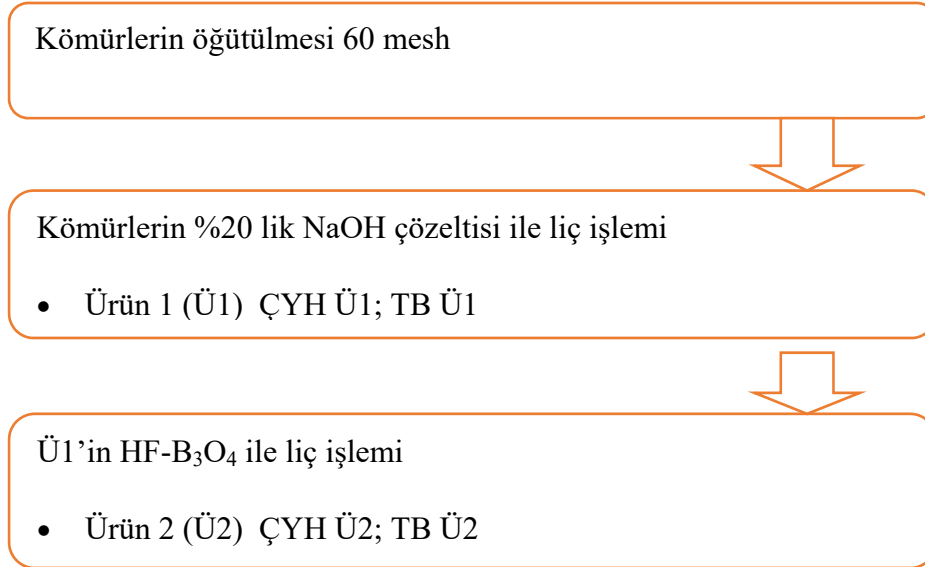 Kömürlerin öğütülmesi 60 mesh
Kömürlerin %20 lik NaOH çözeltisi ile liç işlemi
• Ürün 1 (Ü1) ÇYH Ü1; TB Ü1
Ü1’in HF-B₃O₄ ile liç işlemi
• Ürün 2 (Ü2) ÇYH Ü2; TB Ü2